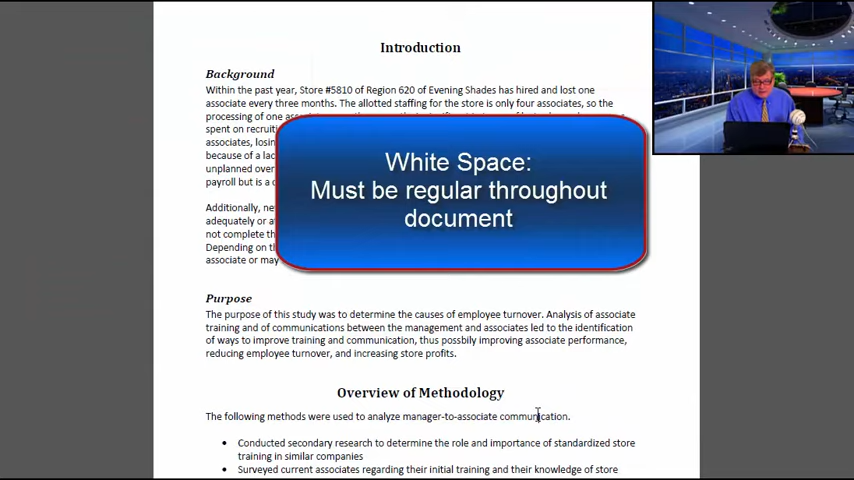 Introduction
Background
Within the past year, Store #5810 of Region 620 of Evening Shades has hired and lost one
associate every three months. The allotted staffing for the store is only four associates, so the
processing of one
spent on recruiti
associates, losin
because of a lac
unplanned over
payroll but is a
White Space:
Must be regular throughout
document
Additionally, ne
adequately or a
not complete th
Depending on th
associate or may
Purpose
The purpose of this study was to determine the causes of employee turnover. Analysis of associate
training and of communications between the management and associates led to the identification
of ways to improve training and communication, thus possbily improving associate performance,
reducing employee turnover, and increasing store profits.
Overview of Methodology
The following methods were used to analyze manager-to-associate communication.
• Conducted secondary research to determine the role and importance of standardized store
training in similar companies
• Surveyed current associates regarding their initial training and their knowledge of store